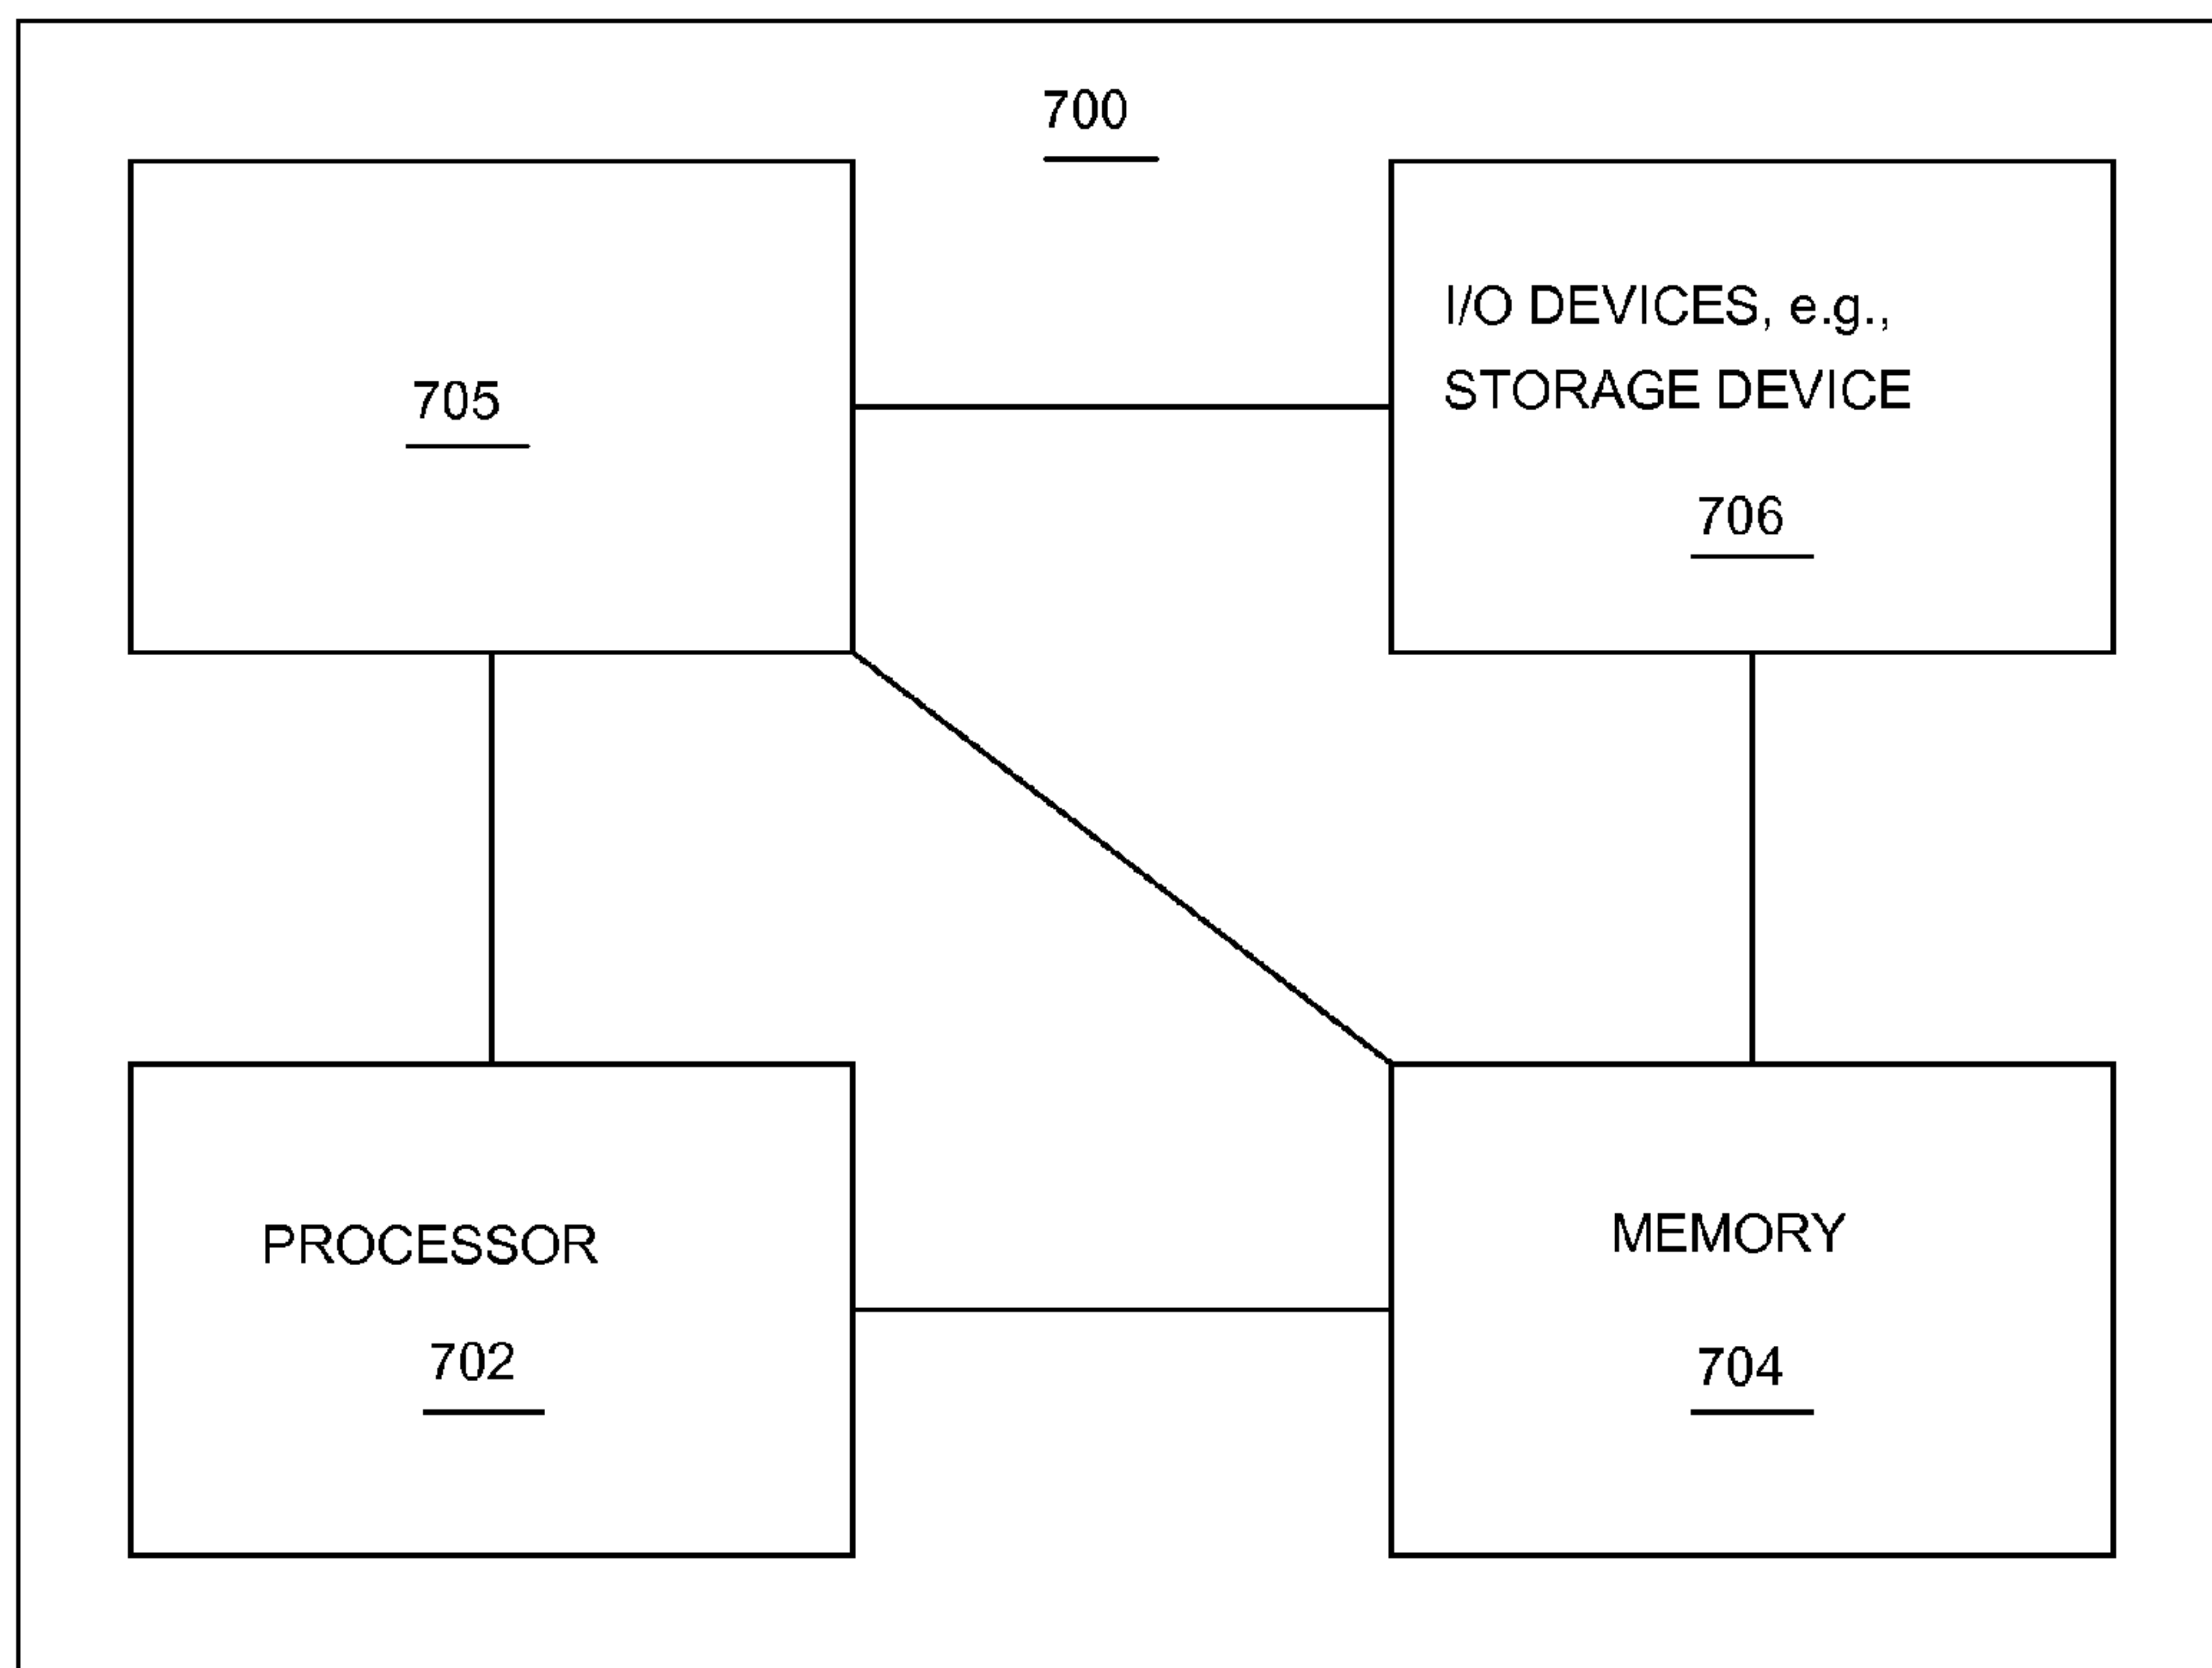 700
705
I/O DEVICES, e.g.,
STORAGE DEVICE
706
PROCESSOR
702
MEMORY
704